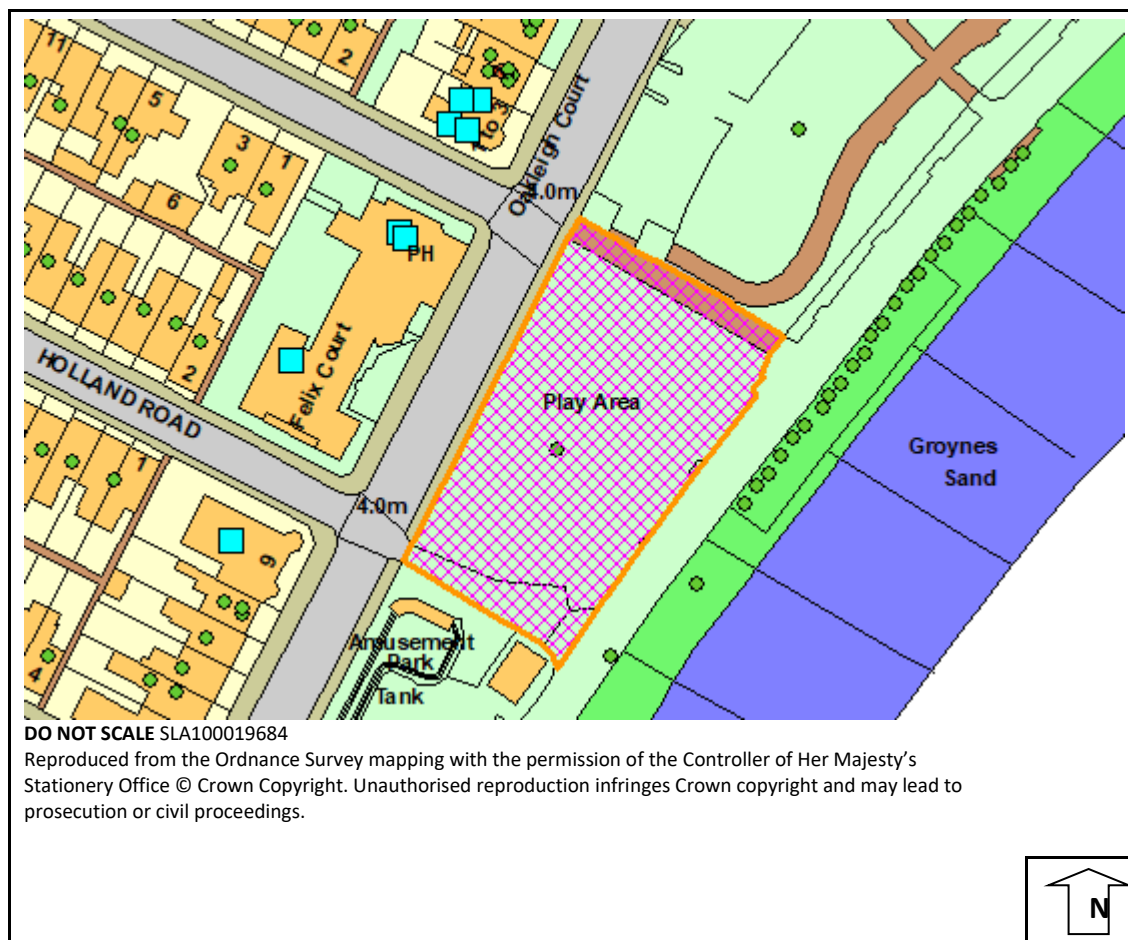 11
2
5
3
1
6
2
1 to 3
Oakleigh Court
4.0m
PH
Felix Court
HOLLAND ROAD
Play Area
Groynes
Sand
1
4.0m
9
4
Amusement
Park
Tank
DO NOT SCALE SLA100019684
Reproduced from the Ordnance Survey mapping with the permission of the Controller of Her Majesty’s
Stationery Office © Crown Copyright. Unauthorised reproduction infringes Crown copyright and may lead to
prosecution or civil proceedings.
N